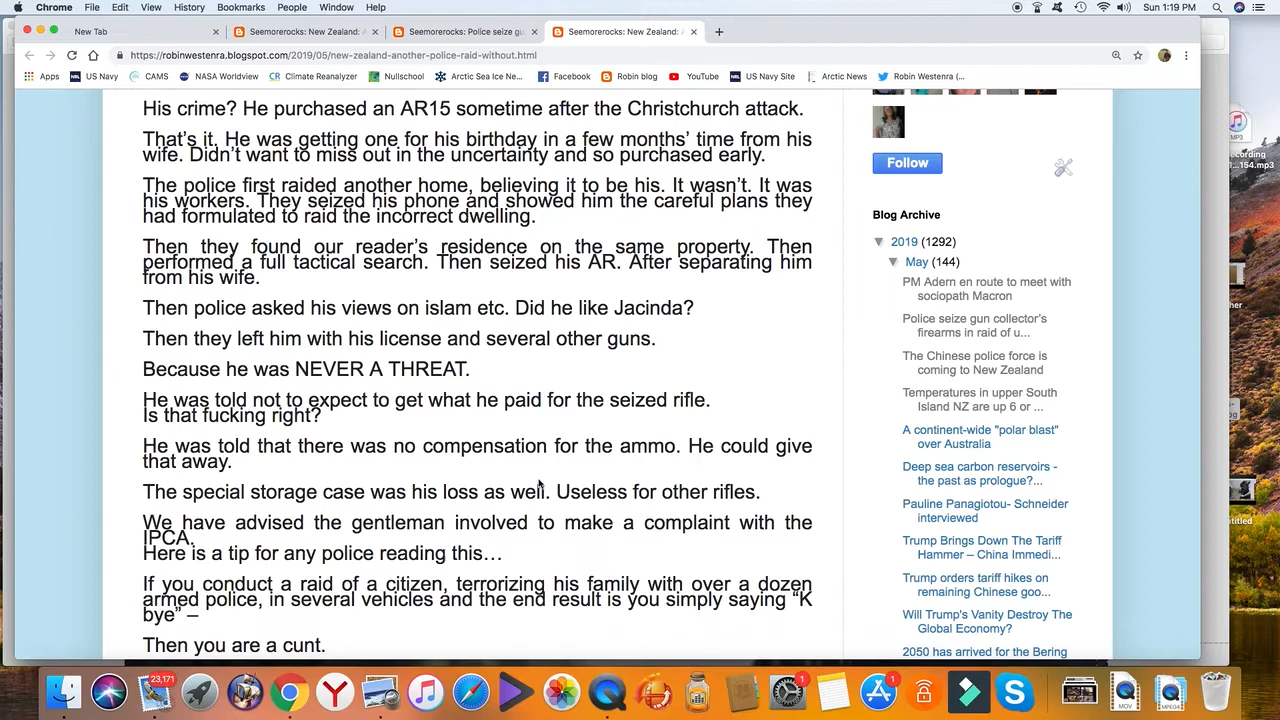 Chrome File Edit View History Bookmarks People Window Help Sun 1:19 PM
New Tab × Seemorerocks: New Zealand: A × Seemorerocks: Police seize gu × Seemorerocks: New Zealand: A × +
https://robinwestenra.blogspot.com/2019/05/new-zealand-another-police-raid-without.html
Apps US Navy CAMS NASA Worldview CR Climate Reanalyzer Nullschool Arctic Sea Ice Ne... Facebook Robin blog YouTube US Navy Site Arctic News Robin Westenra (...
His crime? He purchased an AR15 sometime after the Christchurch attack.
That's it. He was getting one for his birthday in a few months' time from his
wife. Didn't want to miss out in the uncertainty and so purchased early.
The police first raided another home, believing it to be his. It wasn't. It was
his workers. They seized his phone and showed him the careful plans they
had formulated to raid the incorrect dwelling.
Then they found our reader's residence on the same property. Then
performed a full tactical search. Then seized his AR. After separating him
from his wife.
Then police asked his views on islam etc. Did he like Jacinda?
Then they left him with his license and several other guns.
Because he was NEVER A THREAT.
He was told not to expect to get what he paid for the seized rifle.
Is that fucking right?
He was told that there was no compensation for the ammo. He could give
that away.
The special storage case was his loss as well. Useless for other rifles.
We have advised the gentleman involved to make a complaint with the
IPCA.
Here is a tip for any police reading this…
If you conduct a raid of a citizen, terrorizing his family with over a dozen
armed police, in several vehicles and the end result is you simply saying “K
bye” –
Then you are a cunt.
Follow
Blog Archive
▼ 2019 (1292)
▼ May (144)
PM Adern en route to meet with
sociopath Macron
Police seize gun collector's
firearms in raid of u...
The Chinese police force is
coming to New Zealand
Temperatures in upper South
Island NZ are up 6 or ...
A continent-wide "polar blast"
over Australia
Deep sea carbon reservoirs -
the past as prologue?...
Pauline Panagiotou- Schneider
interviewed
Trump Brings Down The Tariff
Hammer – China Immedi...
Trump orders tariff hikes on
remaining Chinese goo...
Will Trump's Vanity Destroy The
Global Economy?
2050 has arrived for the Bering
MP3
ecording
1...154.mp3
her
ntitled
23,171
1
1
MOV
MPEG4